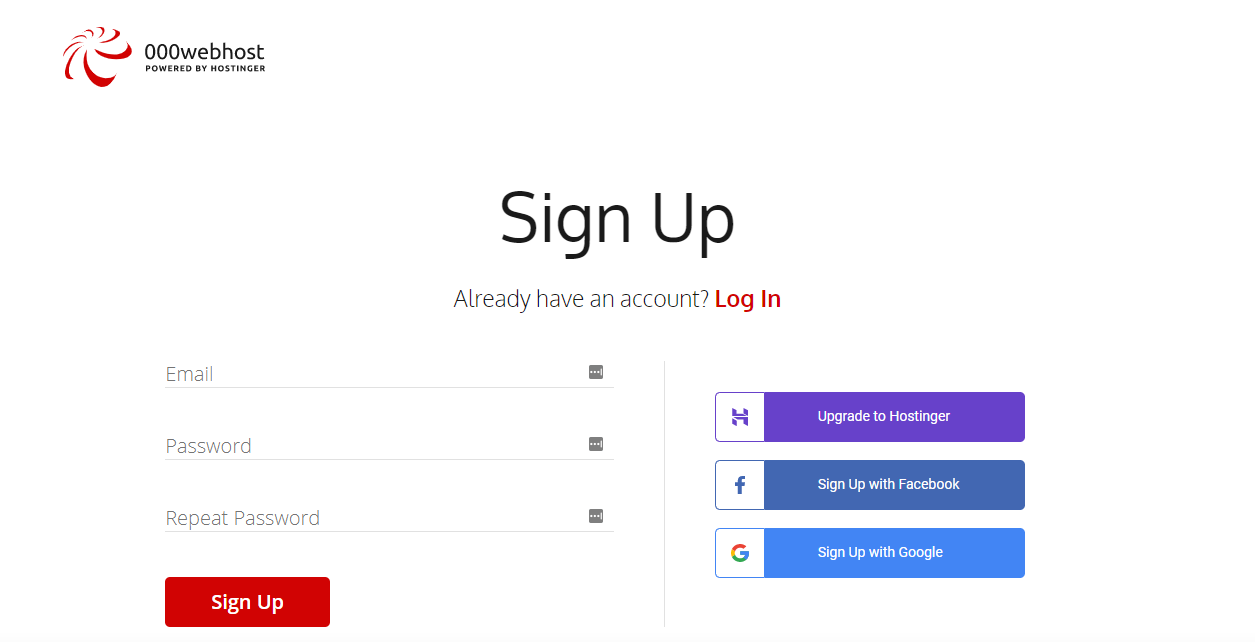 000webhost
POWERED BY HOSTINGER
Sign Up
Already have an account? Log In
Email
Password
Repeat Password
Sign Up
Upgrade to Hostinger
Sign Up with Facebook
Sign Up with Google